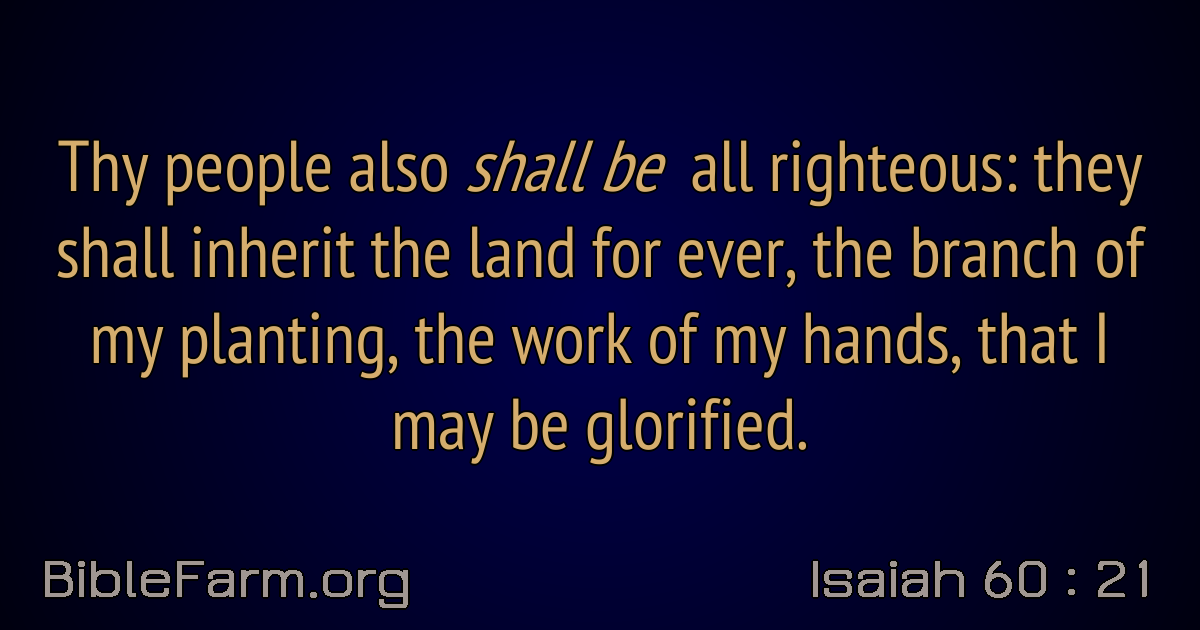 Thy people also shall be all righteous: they
shall inherit the land for ever, the branch of
my planting, the work of my hands, that I
may be glorified.
BibleFarm.org
Isaiah 60 : 21